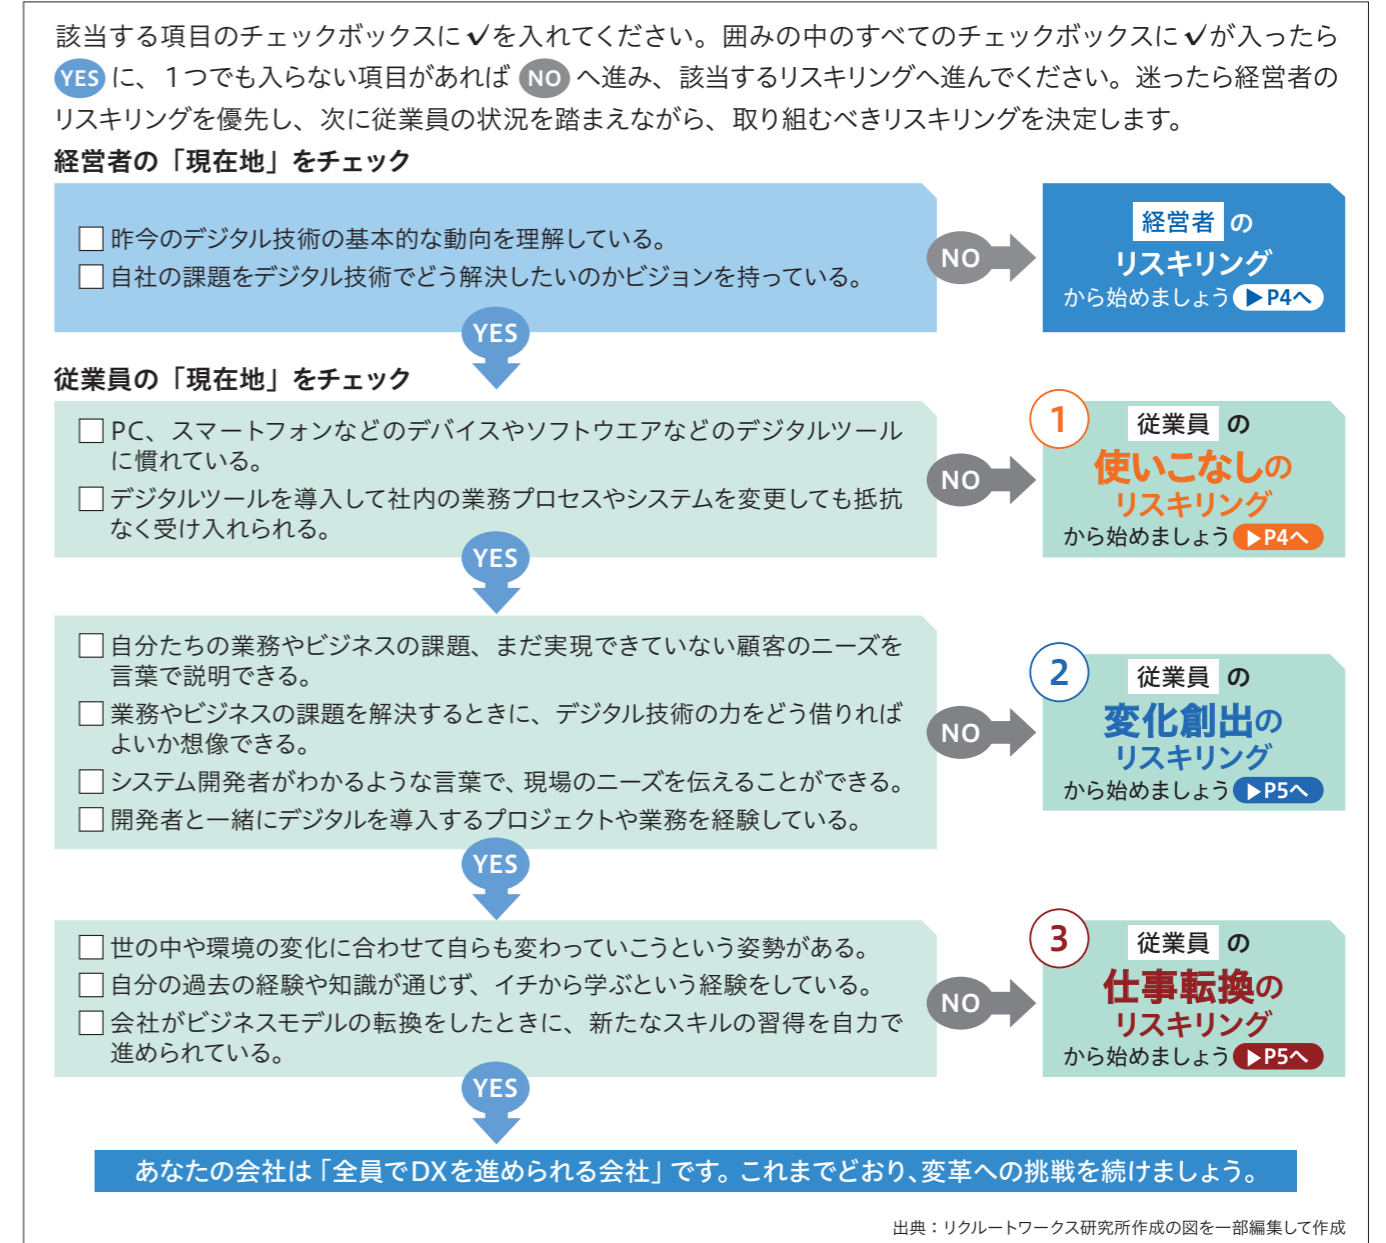 該当する項目のチェックボックスに✓を入れてください。囲みの中のすべてのチェックボックスに✓が入ったら
YES に、1つでも入らない項目があれば NO へ進み、該当するリスキリングへ進んでください。迷ったら経営者の
リスキリングを優先し、次に従業員の状況を踏まえながら、取り組むべきリスキリングを決定します。
経営者の「現在地」をチェック
□昨今のデジタル技術の基本的な動向を理解している。
□自社の課題をデジタル技術でどう解決したいのかビジョンを持っている。
NO
経営者 の
リスキリング
から始めましょう ▶P4へ
YES
従業員の「現在地」をチェック
□PC、スマートフォンなどのデバイスやソフトウエアなどのデジタルツール
に慣れている。
□デジタルツールを導入して社内の業務プロセスやシステムを変更しても抵抗
なく受け入れられる。
NO
1
従業員 の
使いこなしの
リスキリング
から始めましょう ▶P4へ
YES
□自分たちの業務やビジネスの課題、まだ実現できていない顧客のニーズを
言葉で説明できる。
□業務やビジネスの課題を解決するときに、デジタル技術の力をどう借りれば
よいか想像できる。
□システム開発者がわかるような言葉で、現場のニーズを伝えることができる。
□開発者と一緒にデジタルを導入するプロジェクトや業務を経験している。
NO
2
従業員 の
変化創出の
リスキリング
から始めましょう ▶P5へ
YES
□世の中や環境の変化に合わせて自らも変わっていこうという姿勢がある。
□自分の過去の経験や知識が通じず、イチから学ぶという経験をしている。
□会社がビジネスモデルの転換をしたときに、新たなスキルの習得を自力で
進められている。
NO
3
従業員 の
仕事転換の
リスキリング
から始めましょう ▶P5へ
YES
あなたの会社は「全員でDXを進められる会社」です。これまでどおり、変革への挑戦を続けましょう。
出典：リクルートワークス研究所作成の図を一部編集して作成